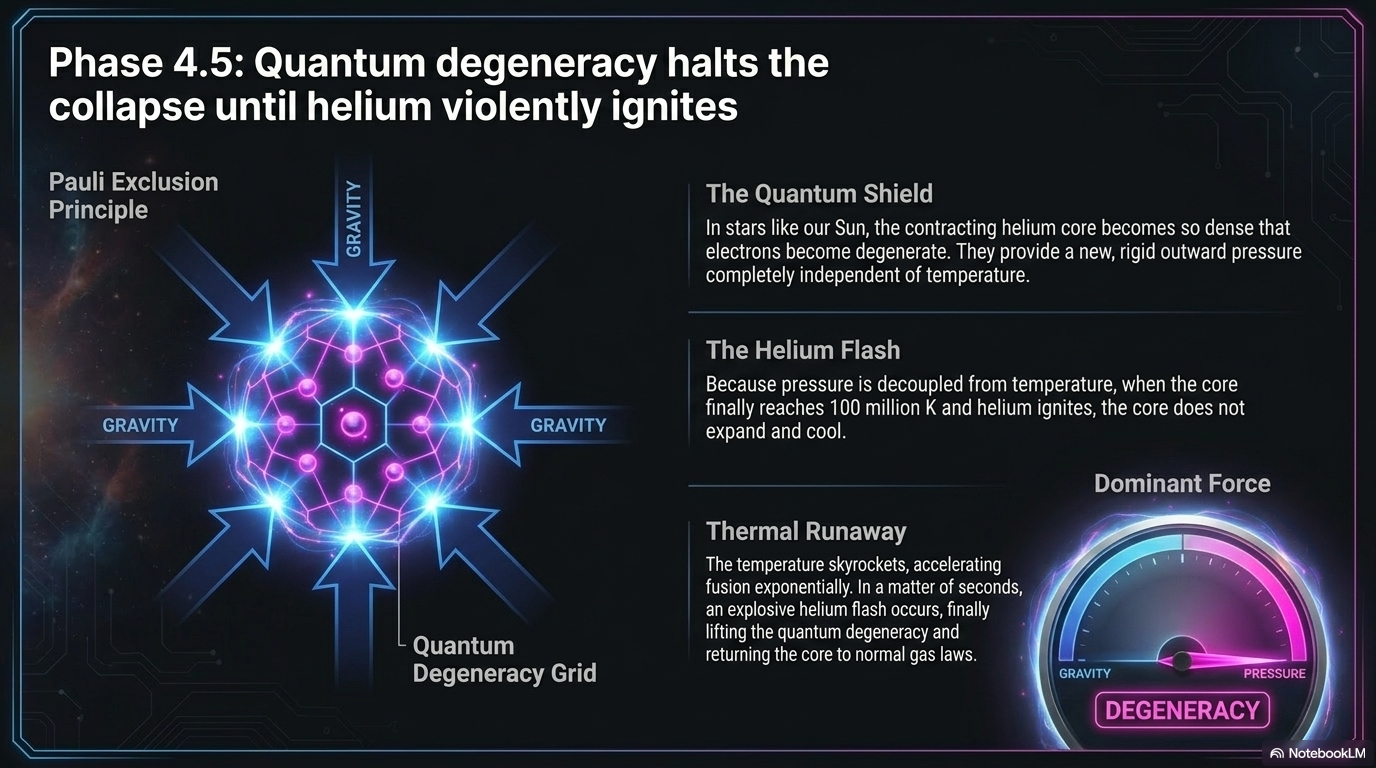 Phase 4.5: Quantum degeneracy halts the
collapse until helium violently ignites
Pauli Exclusion
Principle
GRAVITY
GRAVITY
GRAVITY
Quantum
Degeneracy Grid
The Quantum Shield
In stars like our Sun, the contracting helium core becomes so dense that
electrons become degenerate. They provide a new, rigid outward pressure
completely independent of temperature.
The Helium Flash
Because pressure is decoupled from temperature, when the core
finally reaches 100 million K and helium ignites, the core does not
expand and cool.
Thermal Runaway
The temperature skyrockets, accelerating
fusion exponentially. In a matter of seconds,
an explosive helium flash occurs, finally
lifting the quantum degeneracy and
returning the core to normal gas laws.
Dominant Force
GRAVITY
PRESSURE
DEGENERACY
NotebookLM